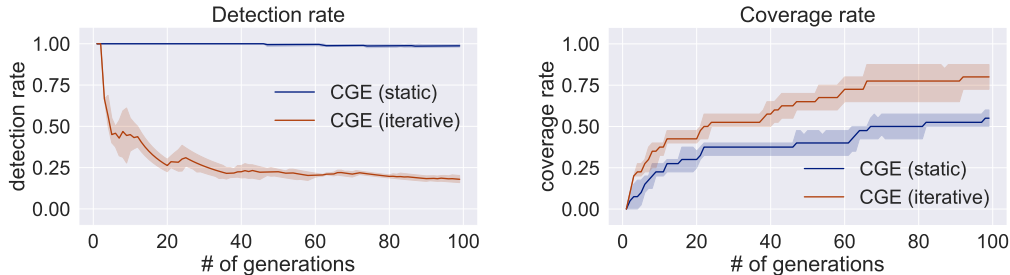 Detection rate
1.00
0.75
0.50
0.25
0.00
detection rate
CGE (static)
CGE (iterative)
0 20 40 60 80 100
# of generations
Coverage rate
1.00
0.75
0.50
0.25
0.00
coverage rate
CGE (static)
CGE (iterative)
0 20 40 60 80 100
# of generations